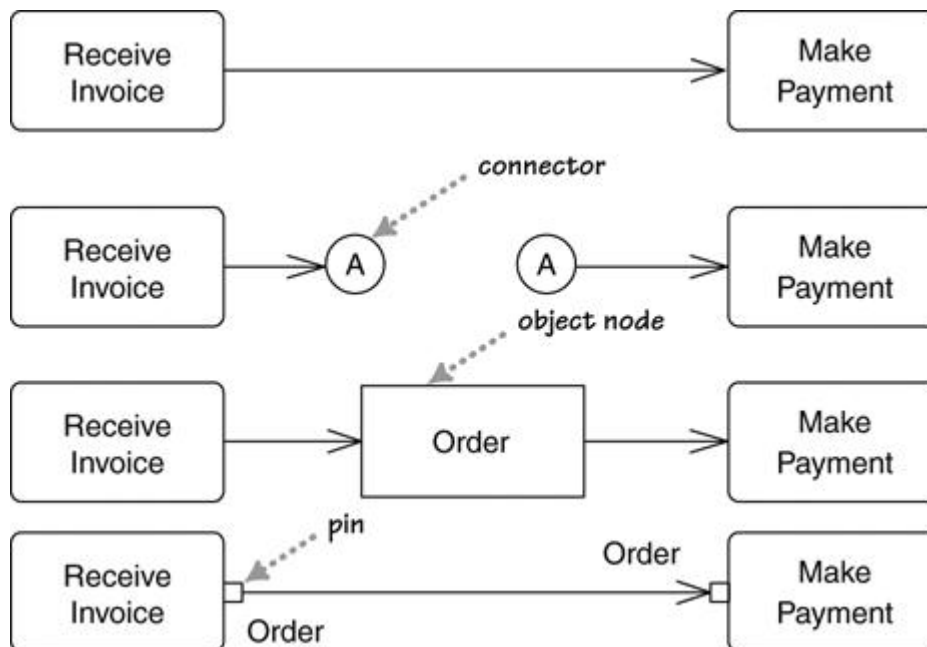 Receive
Invoice
Make
Payment
connector
Receive
Invoice
A
A
Make
Payment
object node
Receive
Invoice
Order
Make
Payment
pin
Receive
Invoice
Order
Order
Make
Payment